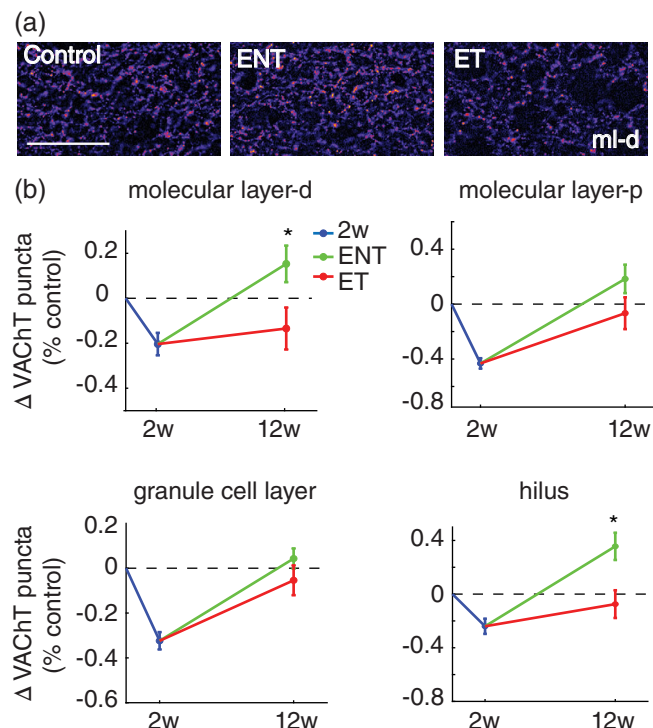 (a)
Control
ENT
ET
ml-d
(b)
molecular layer-d
molecular layer-p
Δ VAChT puncta
(% control)
0.2
0
-0.2
-0.4
*
2w
ENT
ET
2w
12w
0.4
0
-0.4
-0.8
2w
12w
granule cell layer
hilus
Δ VAChT puncta
(% control)
0.2
0
-0.2
-0.4
-0.6
2w
12w
*
0.4
0
-0.4
-0.8
2w
12w